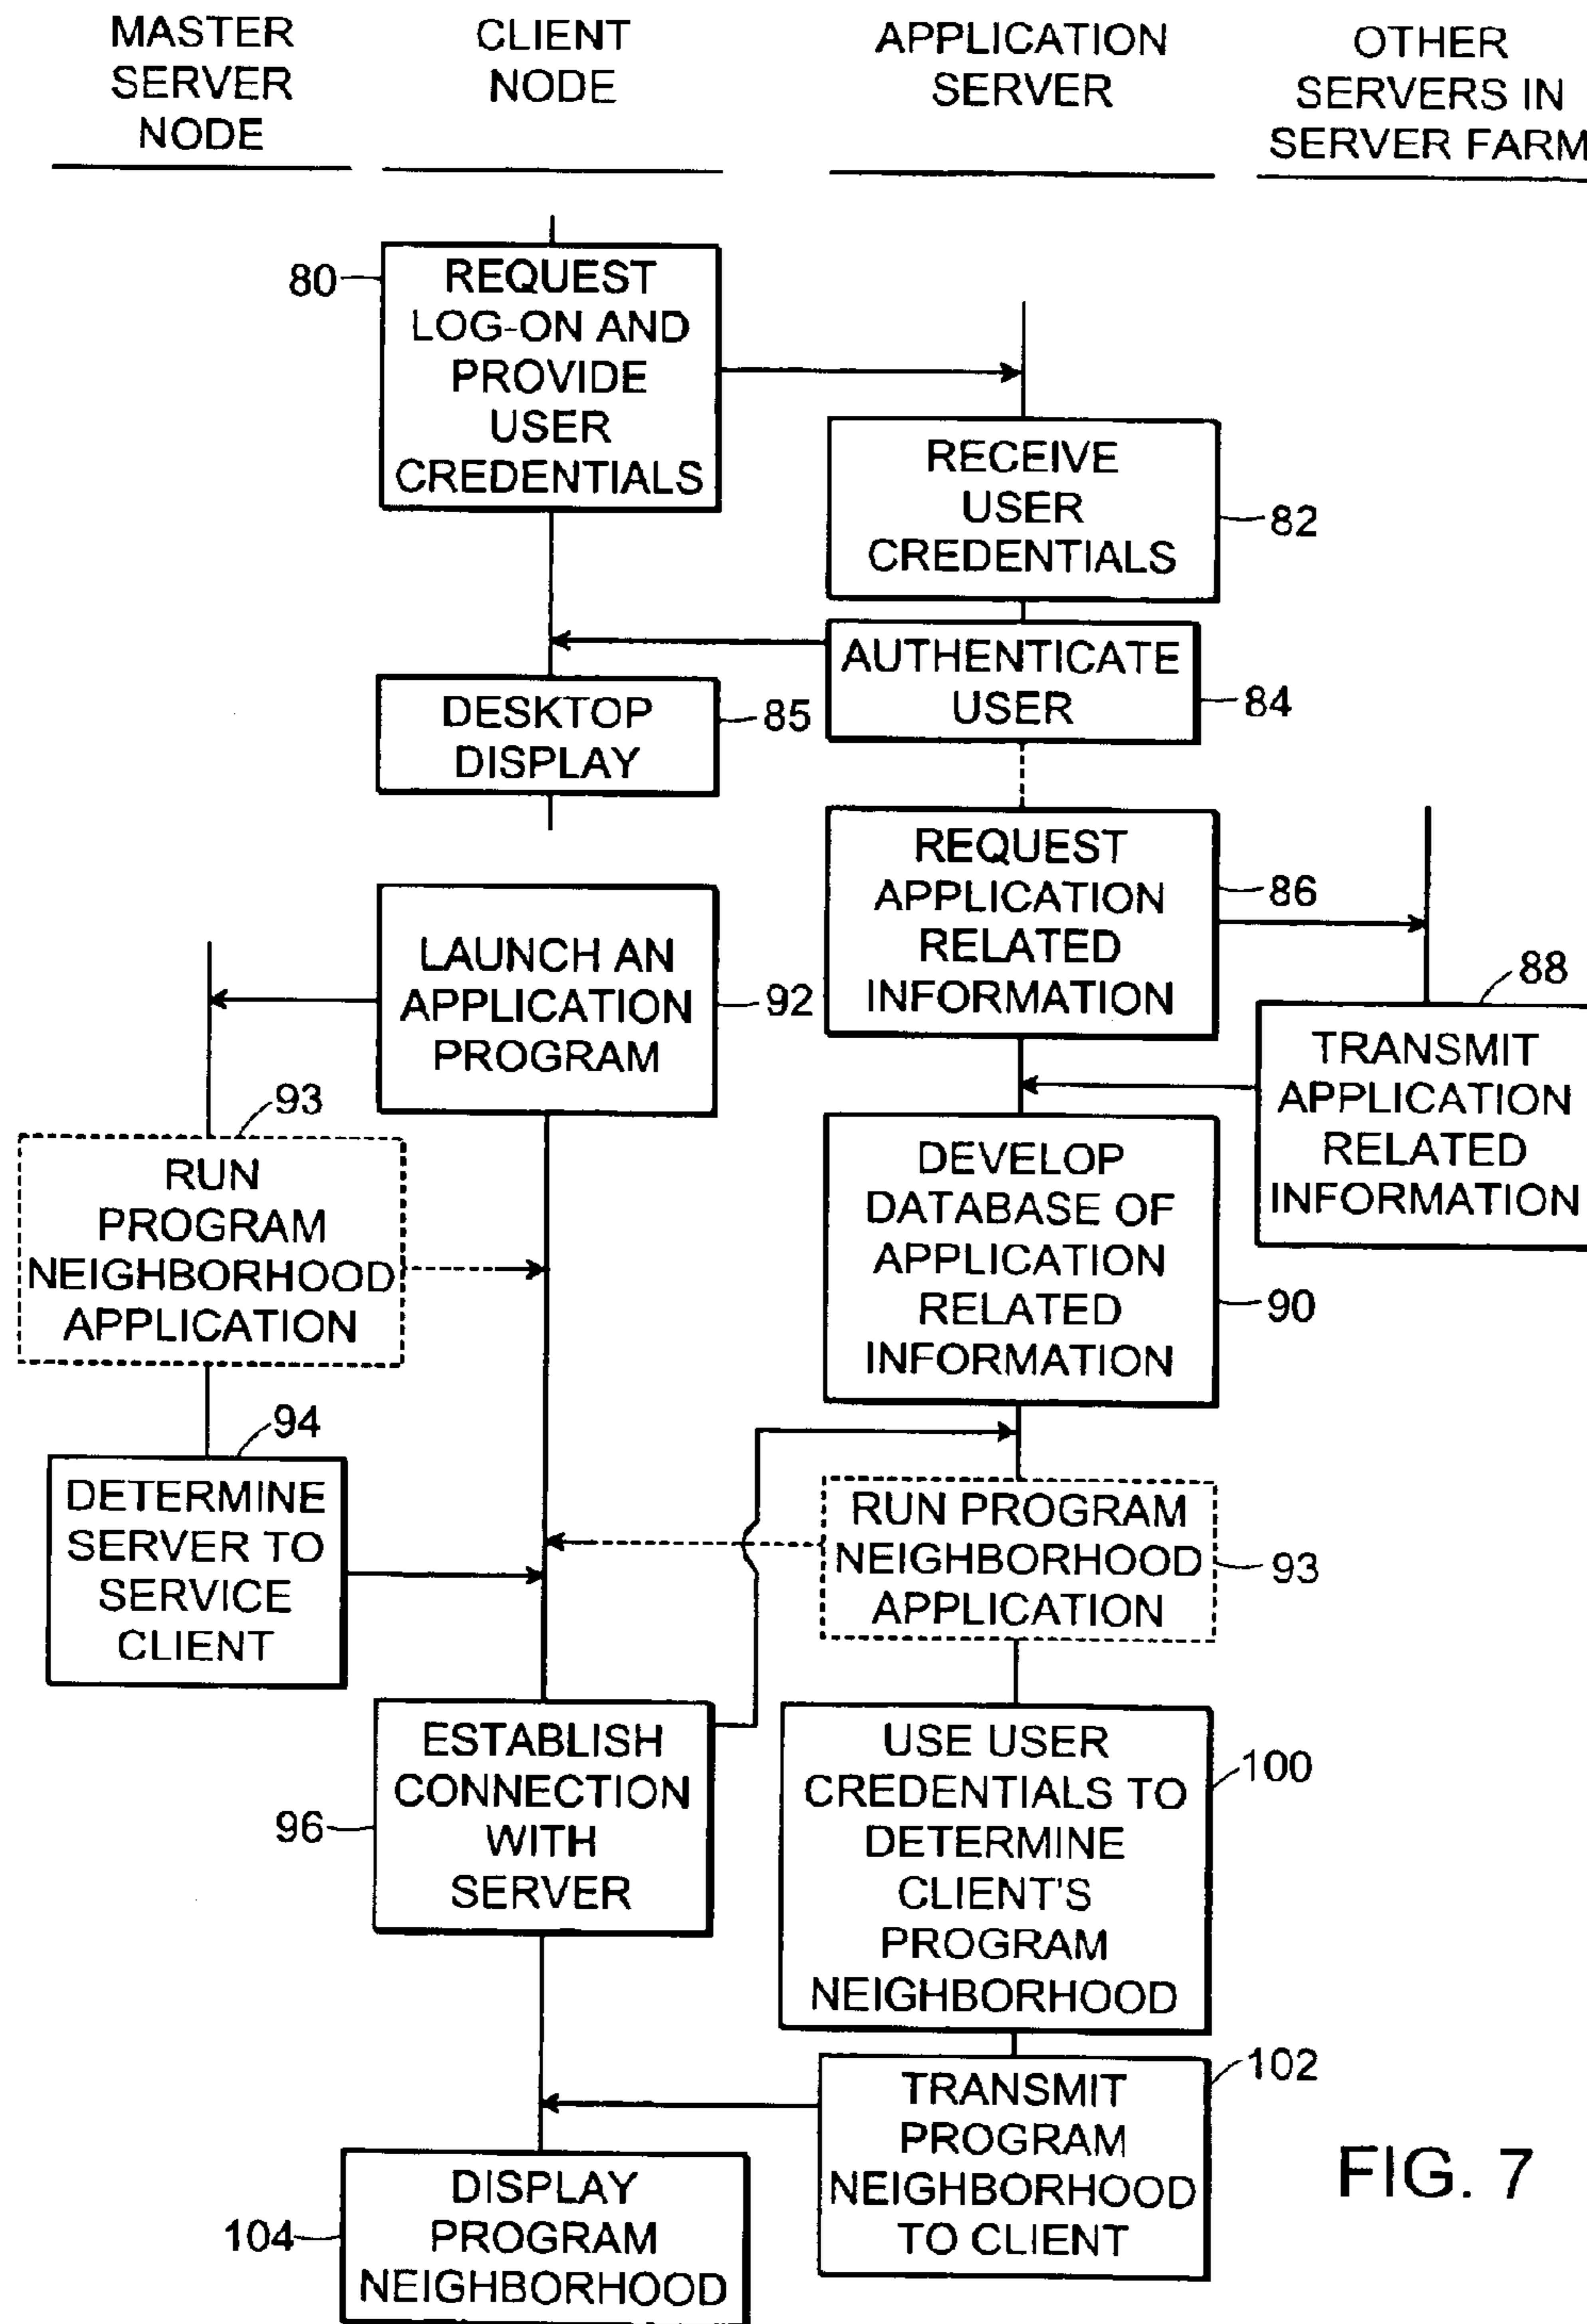 MASTER
SERVER
NODE
CLIENT
NODE
APPLICATION
SERVER
OTHER
SERVERS IN
SERVER FARM
80
REQUEST
LOG-ON AND
PROVIDE
USER
CREDENTIALS
RECEIVE
USER
CREDENTIALS
82
AUTHENTICATE
USER
84
DESKTOP
DISPLAY
85
REQUEST
APPLICATION
RELATED
INFORMATION
86
88
TRANSMIT
APPLICATION
RELATED
INFORMATION
LAUNCH AN
APPLICATION
PROGRAM
92
93
RUN
PROGRAM
NEIGHBORHOOD
APPLICATION
DEVELOP
DATABASE OF
APPLICATION
RELATED
INFORMATION
90
94
DETERMINE
SERVER TO
SERVICE
CLIENT
RUN PROGRAM
NEIGHBORHOOD
APPLICATION
93
ESTABLISH
CONNECTION
WITH
SERVER
96
USE USER
CREDENTIALS TO
DETERMINE
CLIENT'S
PROGRAM
NEIGHBORHOOD
100
102
TRANSMIT
PROGRAM
NEIGHBORHOOD
TO CLIENT
104
DISPLAY
PROGRAM
NEIGHBORHOOD
FIG. 7